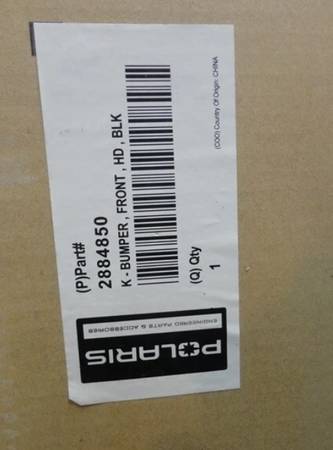 (P)Part#
2884850
K-BUMPER, FRONT, HD, BLK
(Q) Qty
1
(COO) Country Of Origin: CHINA
POLARIS
ENGINEERED PARTS & ACCESSORIES